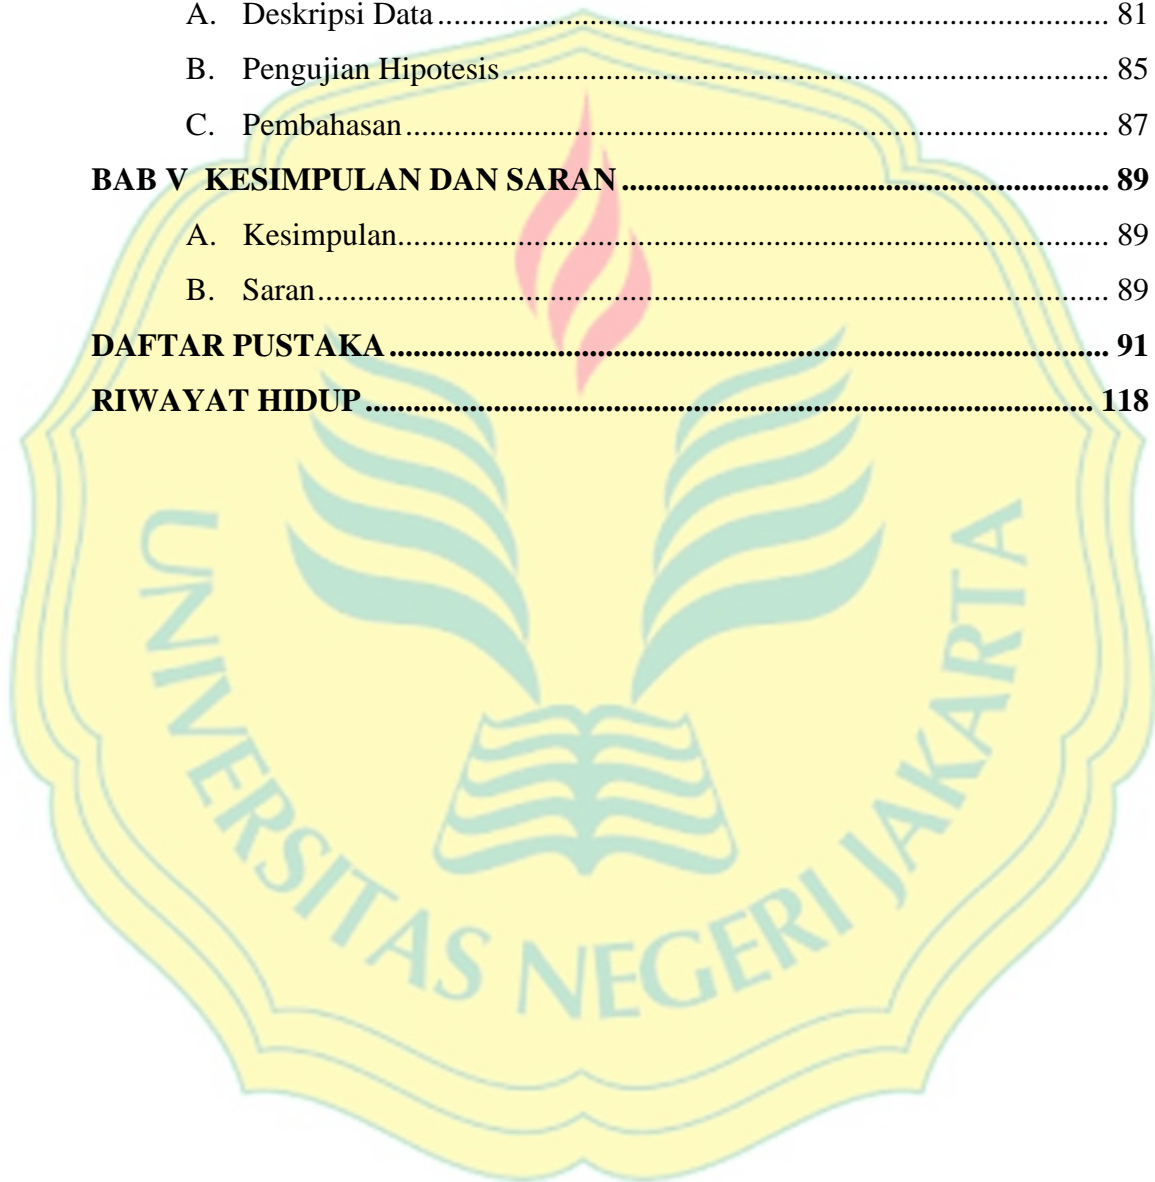 A. Deskripsi Data.................................................................................... 81
B. Pengujian Hipotesis............................................................................ 85
C. Pembahasan........................................................................................ 87
BAB V KESIMPULAN DAN SARAN............................................................. 89
A. Kesimpulan......................................................................................... 89
B. Saran................................................................................................... 89
DAFTAR PUSTAKA.......................................................................................... 91
RIWAYAT HIDUP........................................................................................... 118
UNIVERSITAS NEGERI JAKARTA